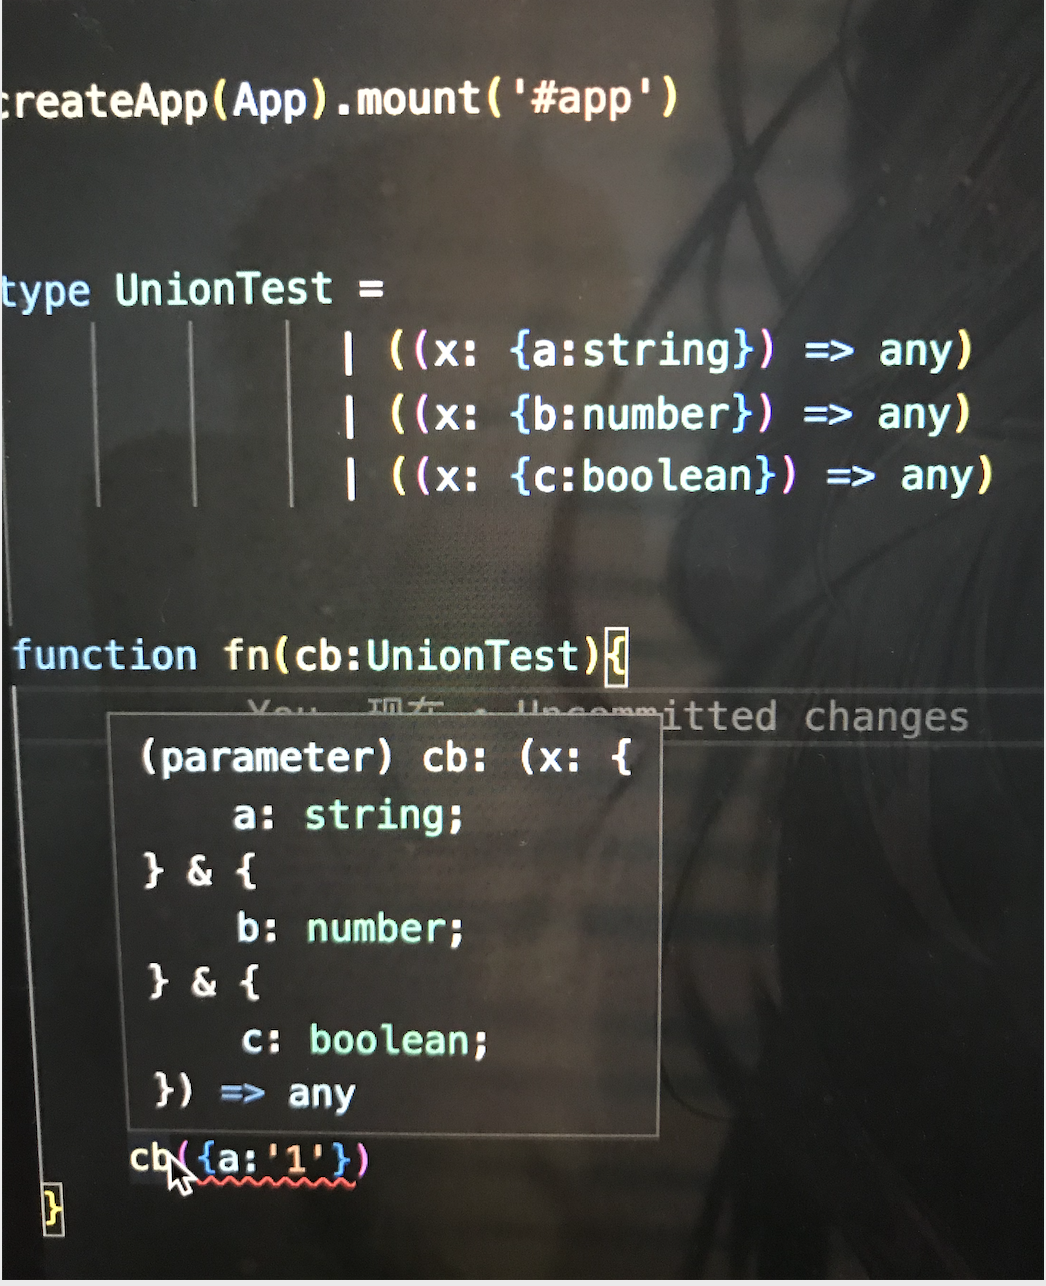 createApp(App).mount('#app')
type UnionTest =
| ((x: {a:string}) => any)
| ((x: {b:number}) => any)
| ((x: {c:boolean}) => any)
function fn(cb:UnionTest){
You, 现在 • Uncommitted changes
(parameter) cb: (x: {
a: string;
} & {
b: number;
} & {
c: boolean;
}) => any
cb({a:'1'})
}